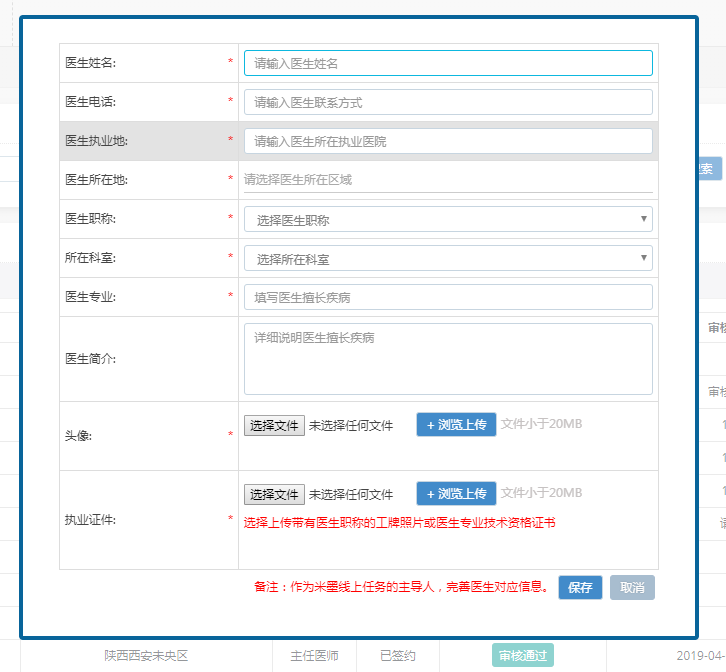 医生姓名: * 请输入医生姓名
医生电话: * 请输入医生联系方式
医生执业地: * 请输入医生所在执业医院
索
医生所在地: * 请选择医生所在区域
医生职称: * 选择医生职称
所在科室: * 选择所在科室
医生专业: * 填写医生擅长疾病
审核
医生简介: 详细说明医生擅长疾病
审核
头像: * 选择文件 未选择任何文件 + 浏览上传 文件小于20MB
选择文件 未选择任何文件 + 浏览上传 文件小于20MB
执业证件: * 选择上传带有医生职称的工牌照片或医生专业技术资格证书
备注：作为米墨线上任务的主导人，完善医生对应信息。 保存 取消
陕西西安未央区 主任医师 已签约 审核通过 2019-04-